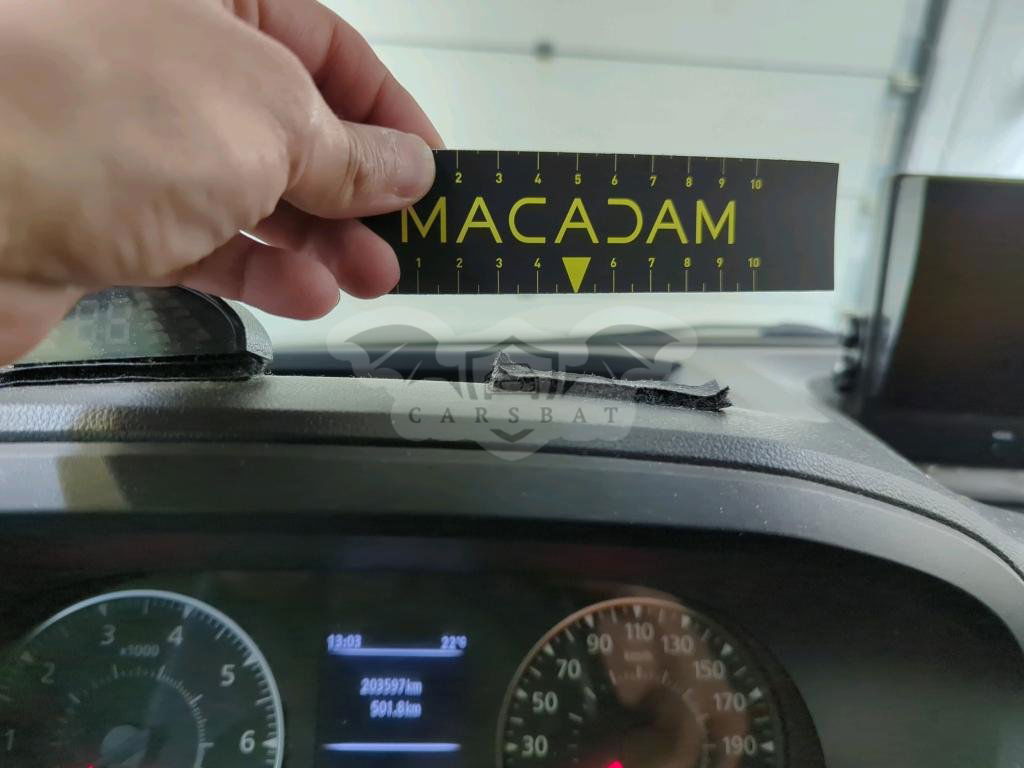 2 3 4 5 6 7 8 9 10
MACADAM
1 2 3 4 6 7 8 9 10
CARSBAT
13:03 22°
203597km
501.8km
1 2 3 4 5 6
x1000
30 50 70 90 110 130 150 170 190